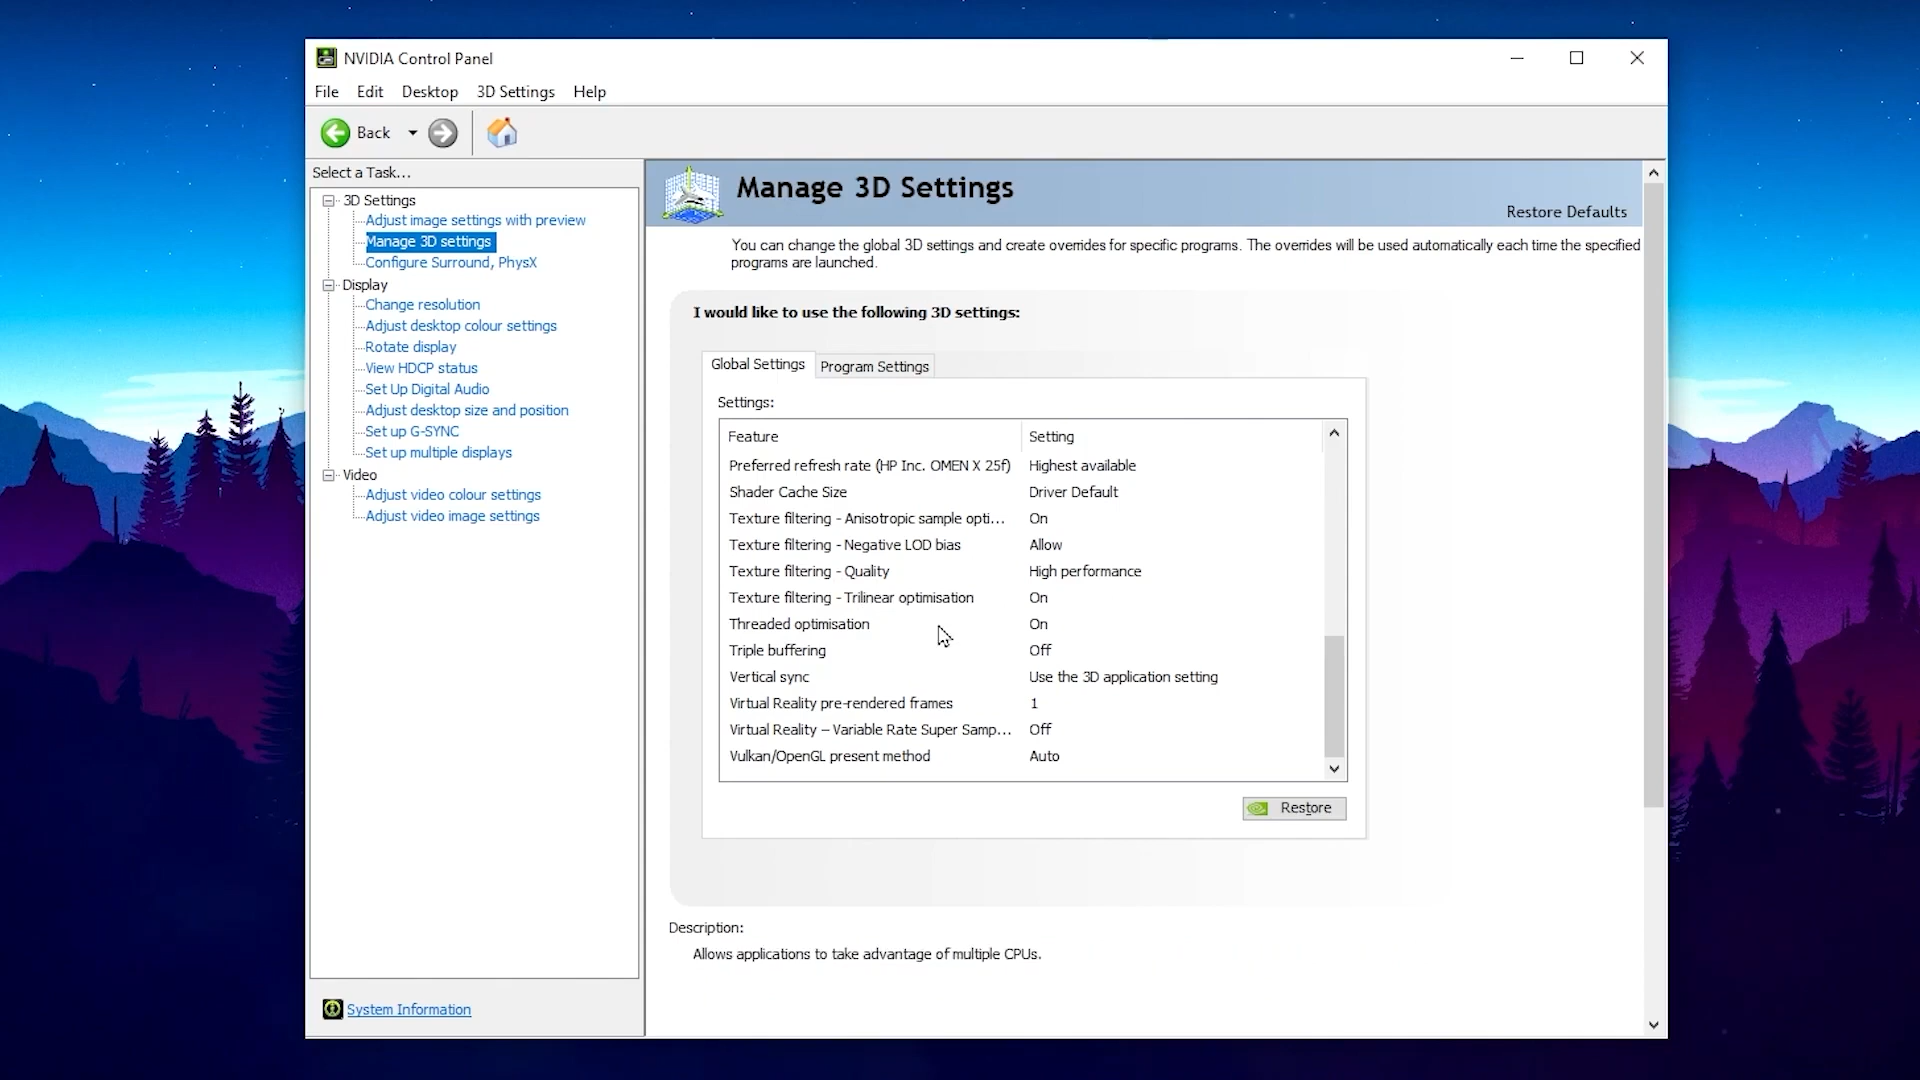 NVIDIA Control Panel
File Edit Desktop 3D Settings Help
Back
Select a Task...
3D Settings
Adjust image settings with preview
Manage 3D settings
Configure Surround, PhysX
Display
Change resolution
Adjust desktop colour settings
Rotate display
View HDCP status
Set Up Digital Audio
Adjust desktop size and position
Set up G-SYNC
Set up multiple displays
Video
Adjust video colour settings
Adjust video image settings
System Information
Manage 3D Settings
Restore Defaults
You can change the global 3D settings and create overrides for specific programs. The overrides will be used automatically each time the specified
programs are launched.
I would like to use the following 3D settings:
Global Settings Program Settings
Settings:
Feature Setting
Preferred refresh rate (HP Inc. OMEN X 25f) Highest available
Shader Cache Size Driver Default
Texture filtering - Anisotropic sample opti... On
Texture filtering - Negative LOD bias Allow
Texture filtering - Quality High performance
Texture filtering - Trilinear optimisation On
Threaded optimisation On
Triple buffering Off
Vertical sync Use the 3D application setting
Virtual Reality pre-rendered frames 1
Virtual Reality – Variable Rate Super Samp... Off
Vulkan/OpenGL present method Auto
Restore
Description:
Allows applications to take advantage of multiple CPUs.